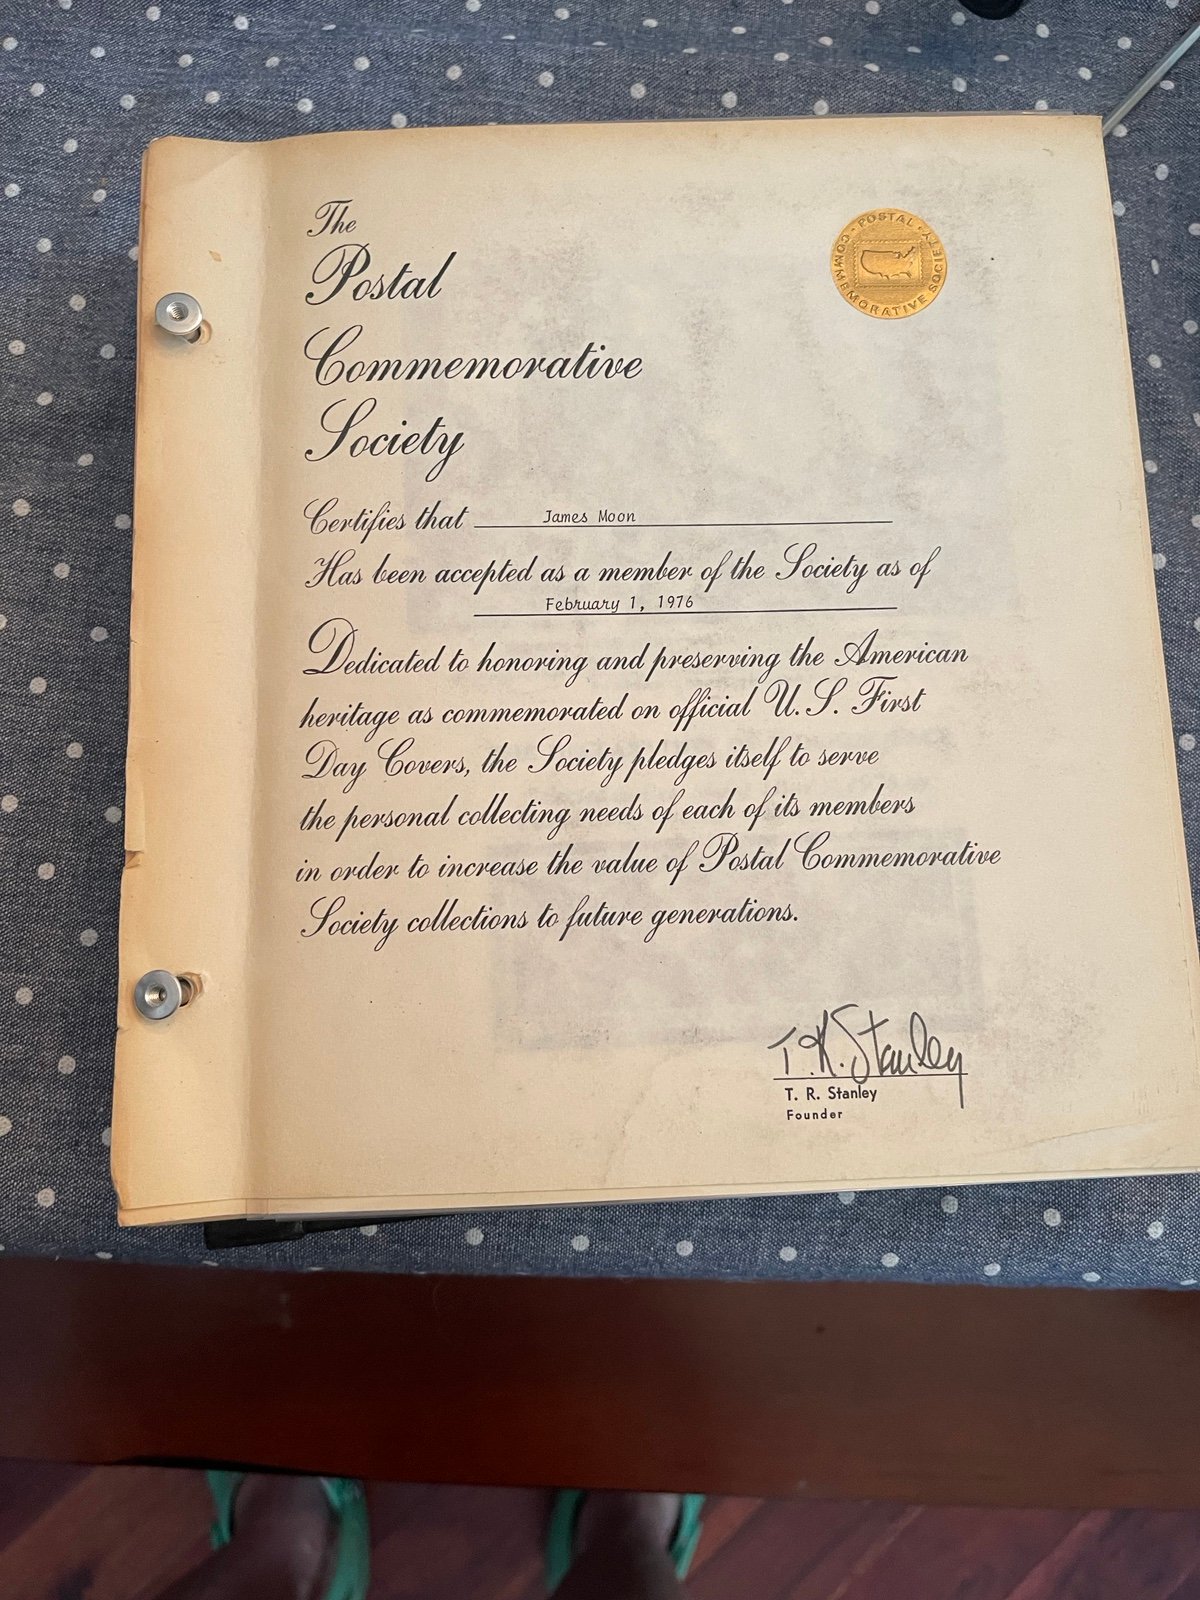 The
Postal
Commemorative
Society
POSTAL COMMEMORATIVE SOCIETY
Certifies that James Moon
Has been accepted as a member of the Society as of
February 1, 1976
Dedicated to honoring and preserving the American
heritage as commemorated on official U. S. First
Day Covers, the Society pledges itself to serve
the personal collecting needs of each of its members
in order to increase the value of Postal Commemorative
Society collections to future generations.
T. R. Stanley
T. R. Stanley
Founder